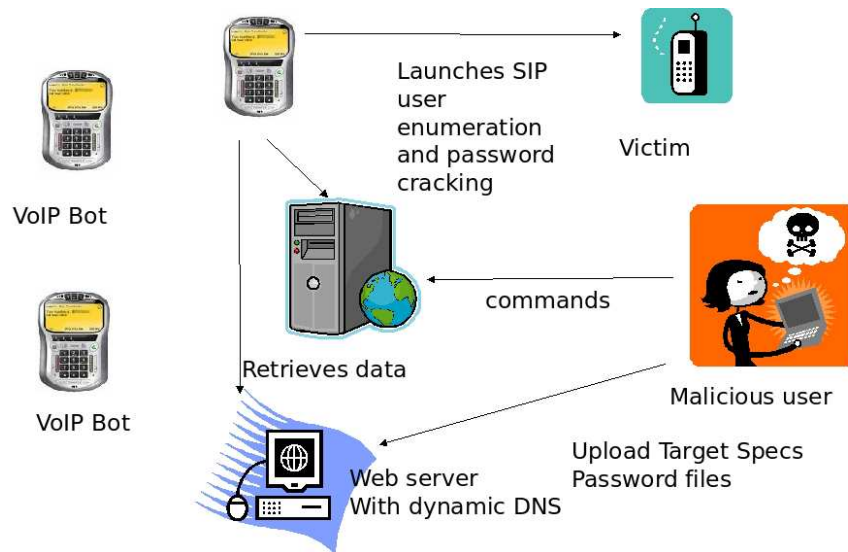 Launches SIP
user
enumeration
and password
cracking
Victim
VoIP Bot
commands
Retrieves data
Malicious user
VoIP Bot
Upload Target Specs
Password files
Web server
With dynamic DNS